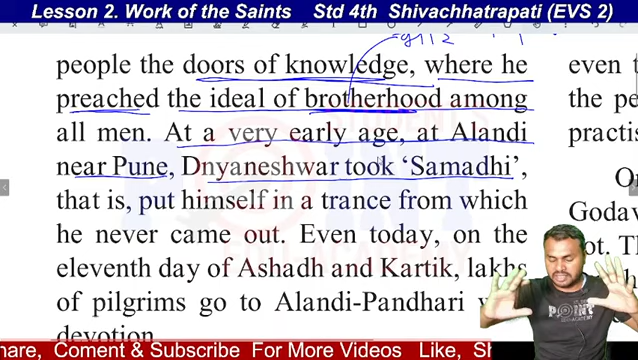 Lesson 2. Work of the Saints Std 4th Shivachhatrapati (EVS 2)
people the doors of knowledge, where he
preached the ideal of brotherhood among
all men. At a very early age, at Alandi
near Pune, Dnyaneshwar took ‘Samadhi’,
that is, put himself in a trance from which
he never came out. Even today, on the
eleventh day of Ashadh and Kartik, lakhs
of pilgrims go to Alandi-Pandhari
devotion
even t
the pe
practis
Godav
not. Th
hare, Coment & Subscribe For More Videos Like, Sh